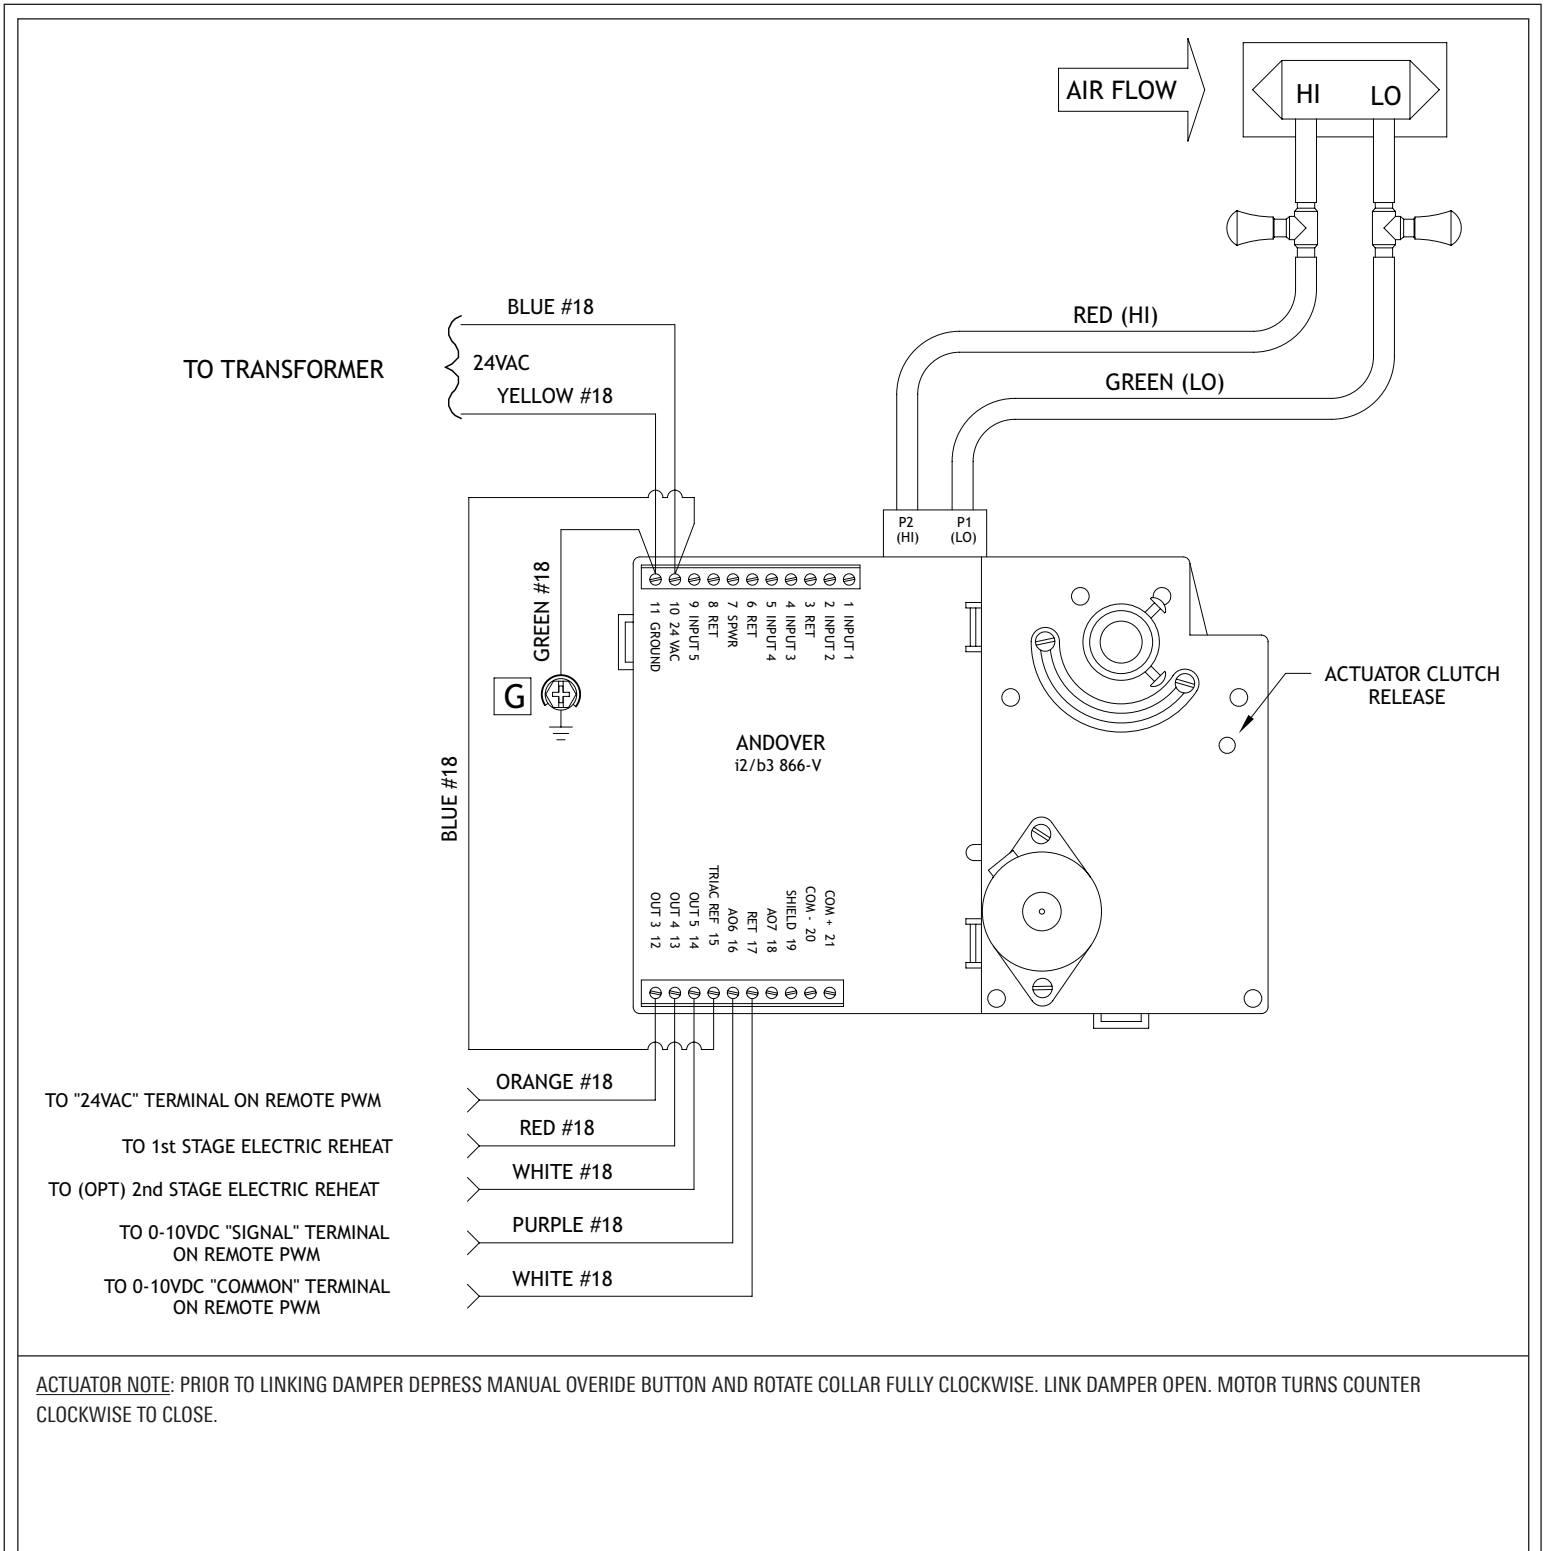 AIR FLOW
HI
LO
BLUE #18
RED (HI)
TO TRANSFORMER
24VAC
GREEN (LO)
YELLOW #18
P2
(HI)
P1
(LO)
GREEN #18
11 GROUND
10 24 VAC
9 INPUT 5
8 RET
7 SPWR
6 RET
5 INPUT 4
4 INPUT 3
3 RET
2 INPUT 2
1 INPUT 1
G
ACTUATOR CLUTCH
RELEASE
ANDOVER
i2/b3 866-V
BLUE #18
OUT 3 12
OUT 4 13
OUT 5 14
TRIAC REF 15
AO6 16
RET 17
AO7 18
SHIELD 19
COM - 20
COM + 21
ORANGE #18
TO "24VAC" TERMINAL ON REMOTE PWM
RED #18
TO 1st STAGE ELECTRIC REHEAT
WHITE #18
TO (OPT) 2nd STAGE ELECTRIC REHEAT
PURPLE #18
TO 0-10VDC "SIGNAL" TERMINAL
ON REMOTE PWM
WHITE #18
TO 0-10VDC "COMMON" TERMINAL
ON REMOTE PWM
ACTUATOR NOTE: PRIOR TO LINKING DAMPER DEPRESS MANUAL OVERIDE BUTTON AND ROTATE COLLAR FULLY CLOCKWISE. LINK DAMPER OPEN. MOTOR TURNS COUNTER
CLOCKWISE TO CLOSE.